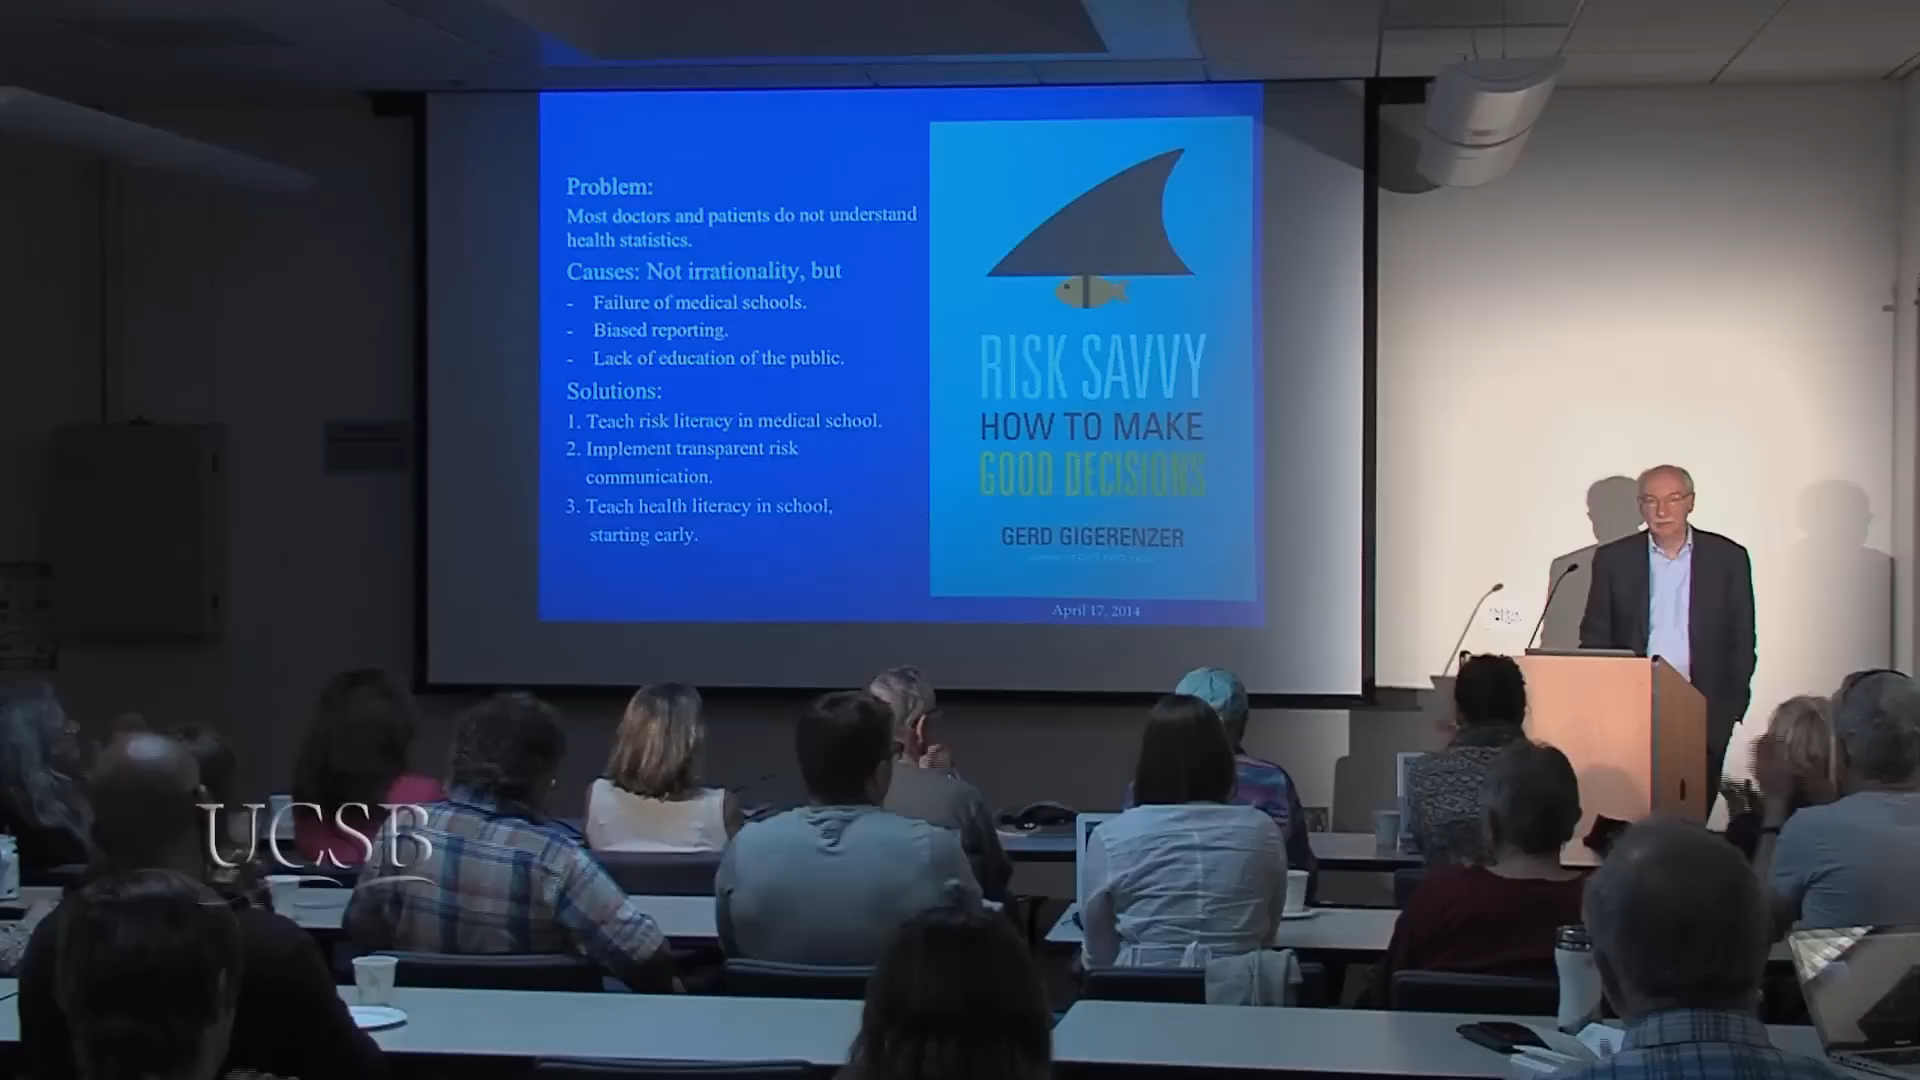 Problem:
Most doctors and patients do not understand
health statistics.
Causes: Not irrationality, but
- Failure of medical schools.
- Biased reporting.
- Lack of education of the public.
Solutions:
1. Teach risk literacy in medical school.
2. Implement transparent risk
communication.
3. Teach health literacy in school,
starting early.
RISK SAVVY
HOW TO MAKE
GOOD DECISIONS
GERD GIGERENZER
April 17, 2014
UCSB